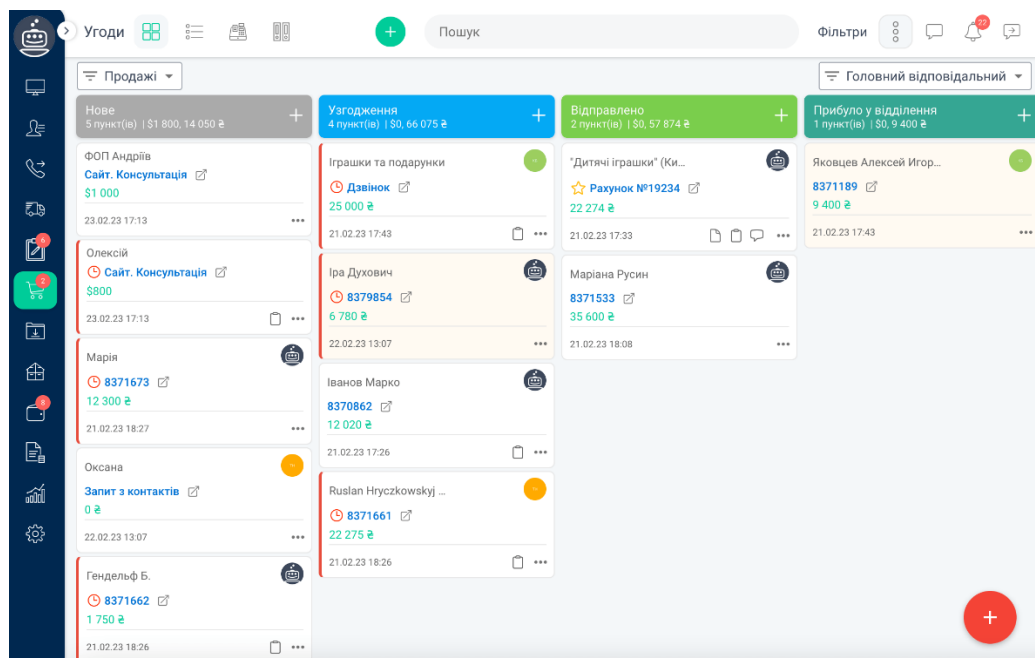 Угоди
Пошук
Фільтри
22
Продажі
Головний відповідальний
6
2
8
Нове
5 пункт(ів) | $1 800, 14 050 ₴
ФОП Андріїв
Сайт. Консультація
$1 000
23.02.23 17:13
Олексій
Сайт. Консультація
$800
23.02.23 17:13
Марія
8371673
12 300 ₴
21.02.23 18:27
Оксана
Запит з контактів
0 ₴
22.02.23 13:07
Гендельф Б.
8371662
1 750 ₴
21.02.23 18:26
Узгодження
4 пункт(ів) | $0, 66 075 ₴
Іграшки та подарунки
Дзвінок
25 000 ₴
21.02.23 17:43
Іра Духович
8379854
6 780 ₴
22.02.23 13:07
Іванов Марко
8370862
12 020 ₴
21.02.23 17:26
Ruslan Hryczkowskyj ...
8371661
22 275 ₴
21.02.23 18:26
Відправлено
2 пункт(ів) | $0, 57 874 ₴
"Дитячі іграшки" (Ки...
Рахунок №19234
22 274 ₴
21.02.23 17:33
Маріана Русин
8371533
35 600 ₴
21.02.23 18:08
Прибуло у відділення
1 пункт(ів) | $0, 9 400 ₴
Яковцев Алексей Игор...
8371189
9 400 ₴
21.02.23 17:43